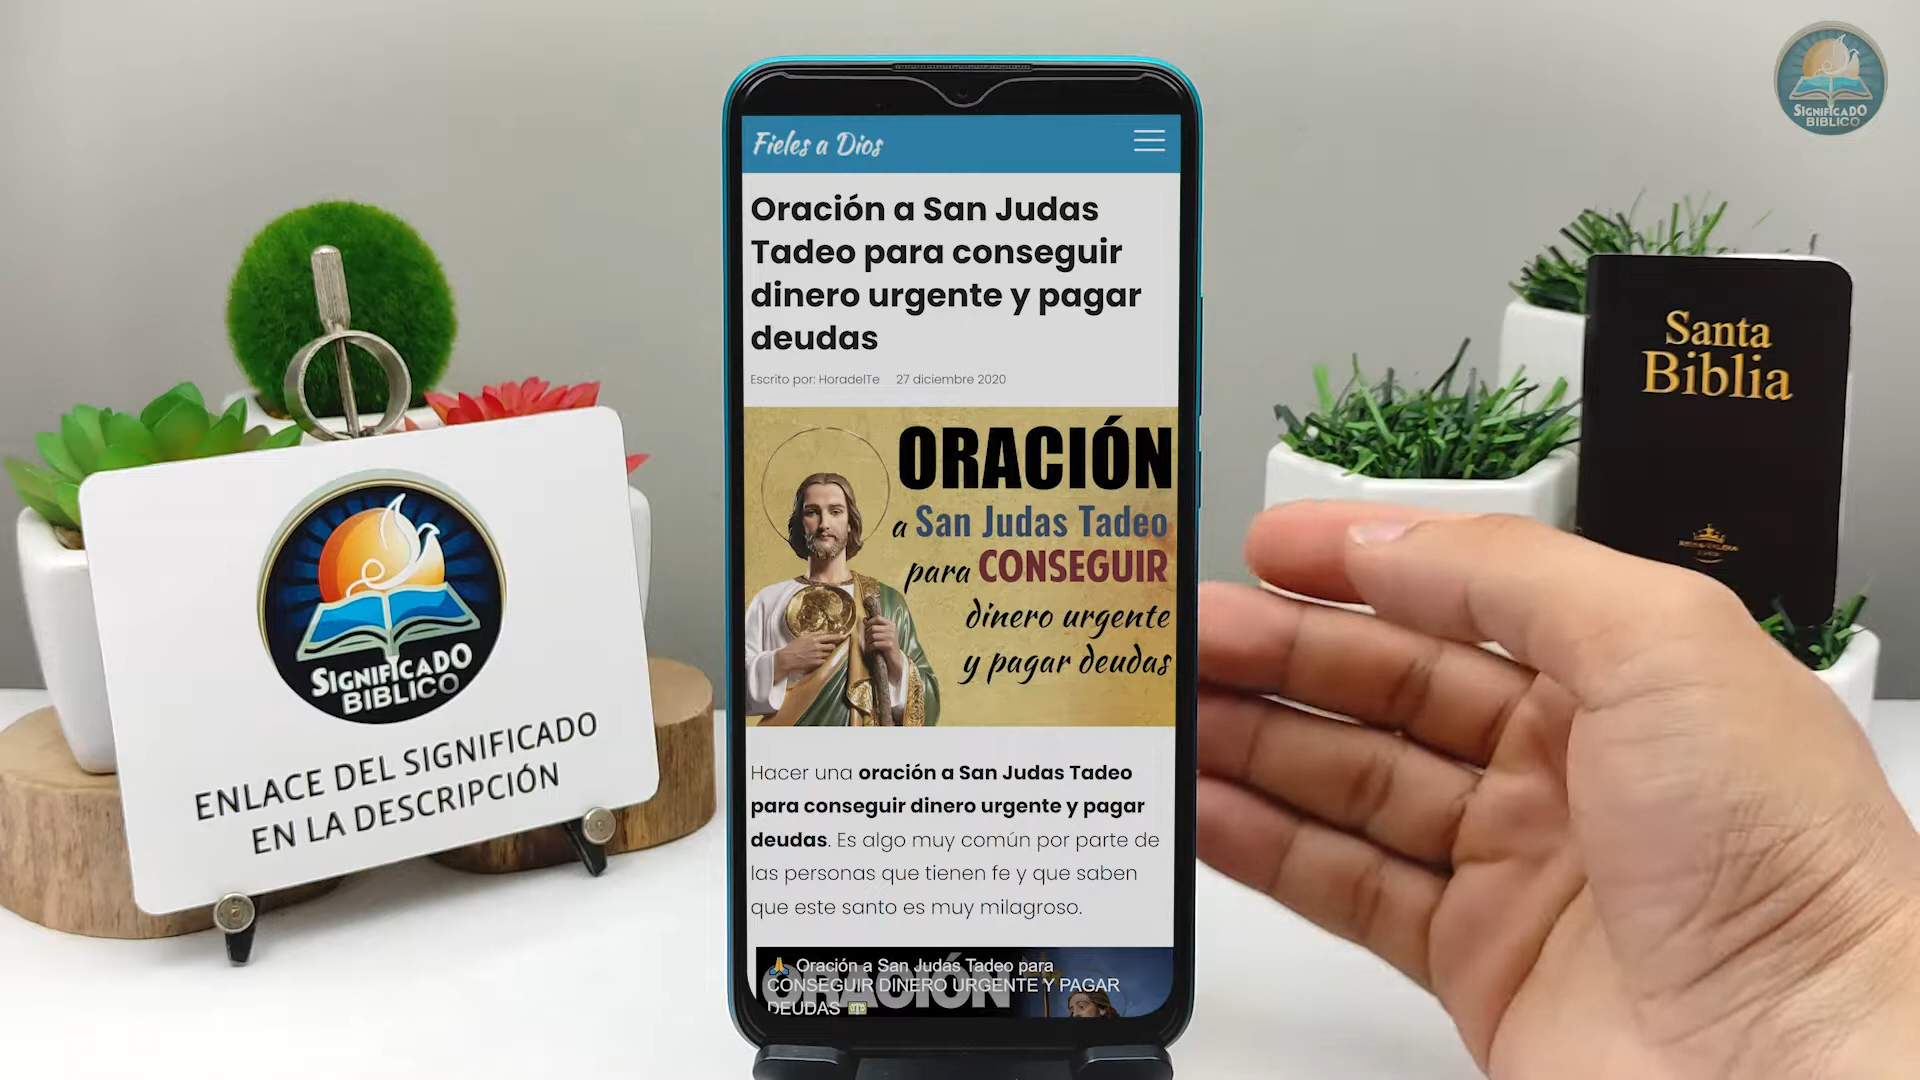 SIGNIFICADO
BIBLICO
Fieles a Dios
Oración a San Judas
Tadeo para conseguir
dinero urgente y pagar
deudas
Escrito por: HoradelTe 27 diciembre 2020
ORACIÓN
a San Judas Tadeo
para CONSEGUIR
dinero urgente
y pagar deudas
Hacer una oración a San Judas Tadeo
para conseguir dinero urgente y pagar
deudas. Es algo muy común por parte de
las personas que tienen fe y que saben
que este santo es muy milagroso.
🙏 Oración a San Judas Tadeo para
CONSEGUIR DINERO URGENTE Y PAGAR
DEUDAS 💵
ORACIÓN
SIGNIFICADO
BIBLICO
ENLACE DEL SIGNIFICADO
EN LA DESCRIPCIÓN
Santa
Biblia